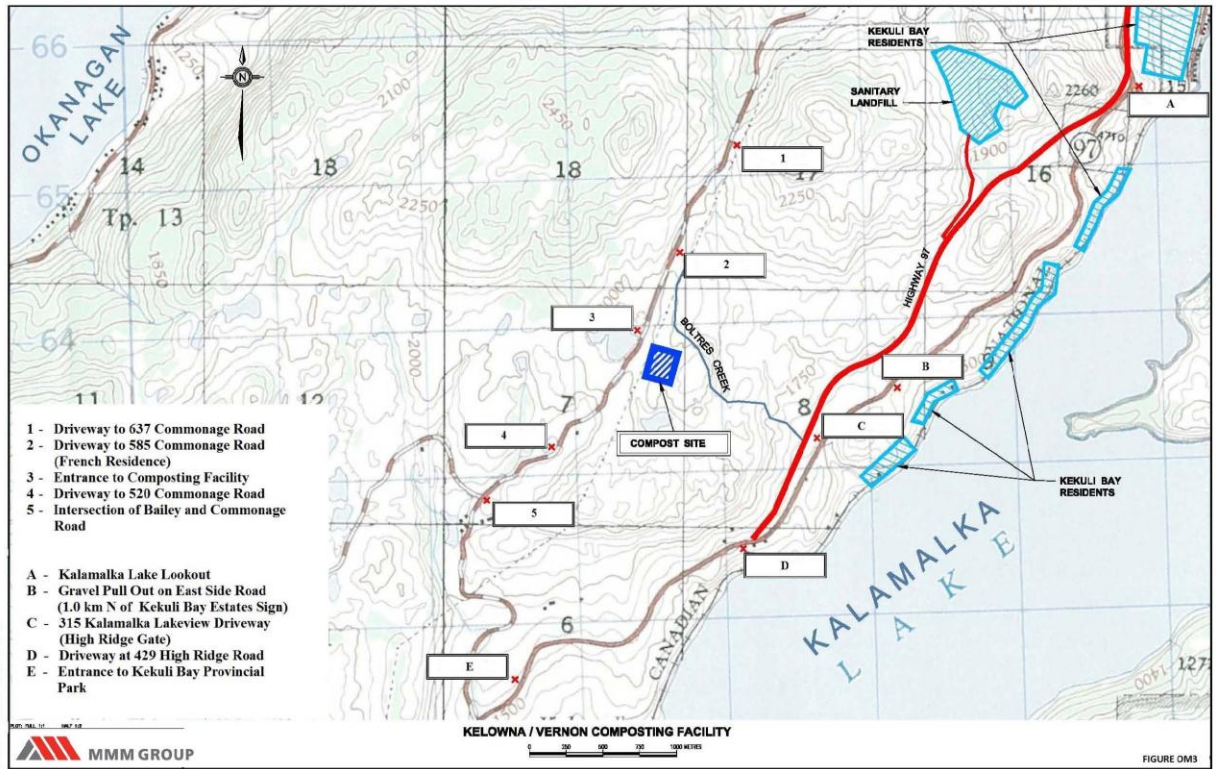 66
OKANAGAN
LAKE
N
14
65
Tp. 13
1850
2100
2450
18
18
2250
KEKULI BAY
RESIDENTS
SANITARY
LANDFILL
2260
15
A
97
1900
16
1
17
2250
2
3
64
BOLTRES CREEK
HIGHWAY 97
1750
2000
B
11
12
7
8
C
4
COMPOST SITE
5
KEKULI BAY
RESIDENTS
D
KALAMALKA
LAKE
CANADIAN
6
E
1500
1400
1 - Driveway to 637 Commonage Road
2 - Driveway to 585 Commonage Road
(French Residence)
3 - Entrance to Composting Facility
4 - Driveway to 520 Commonage Road
5 - Intersection of Bailey and Commonage
Road
A - Kalamalka Lake Lookout
B - Gravel Pull Out on East Side Road
(1.0 km N of Kekuli Bay Estates Sign)
C - 315 Kalamalka Lakeview Driveway
(High Ridge Gate)
D - Driveway at 429 High Ridge Road
E - Entrance to Kekuli Bay Provincial
Park
KELOWNA / VERNON COMPOSTING FACILITY
0 250 500 750 1000 METRES
MMM GROUP
FIGURE OM3